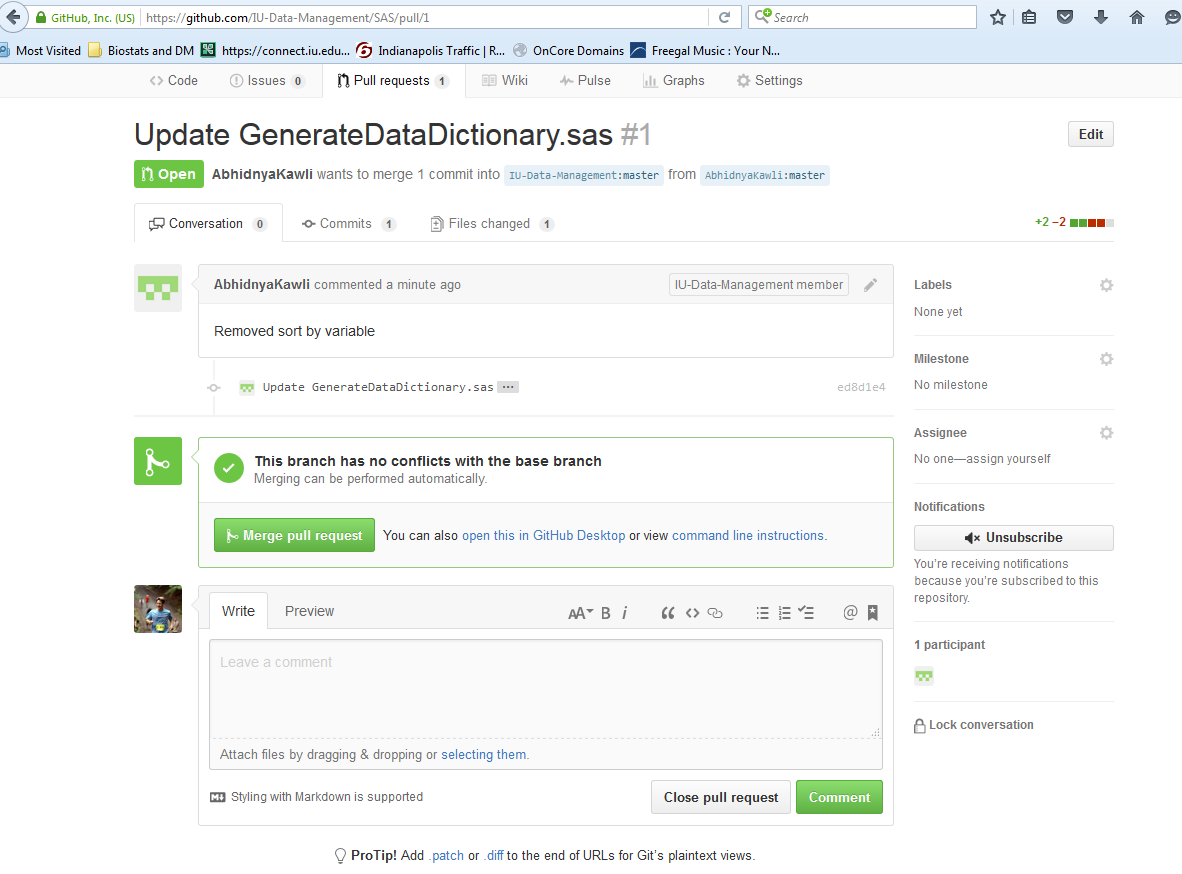 GitHub, Inc. (US) https://github.com/IU-Data-Management/SAS/pull/1 Search
Most Visited Biostats and DM https://connect.iu.edu... Indianapolis Traffic | R... OnCore Domains Freegal Music : Your N...
Code Issues 0 Pull requests 1 Wiki Pulse Graphs Settings
Update GenerateDataDictionary.sas #1 Edit
Open AbhidnyaKawli wants to merge 1 commit into IU-Data-Management:master from AbhidnyaKawli:master
Conversation 0 Commits 1 Files changed 1 +2 −2
AbhidnyaKawli commented a minute ago IU-Data-Management member
Removed sort by variable
Update GenerateDataDictionary.sas ... ed8d1e4
This branch has no conflicts with the base branch
Merging can be performed automatically.
Merge pull request You can also open this in GitHub Desktop or view command line instructions.
Write Preview AA B i “ <> @
Leave a comment
Attach files by dragging & dropping or selecting them.
Styling with Markdown is supported Close pull request Comment
ProTip! Add .patch or .diff to the end of URLs for Git's plaintext views.
Labels
None yet
Milestone
No milestone
Assignee
No one—assign yourself
Notifications
Unsubscribe
You're receiving notifications
because you're subscribed to this
repository.
1 participant
Lock conversation